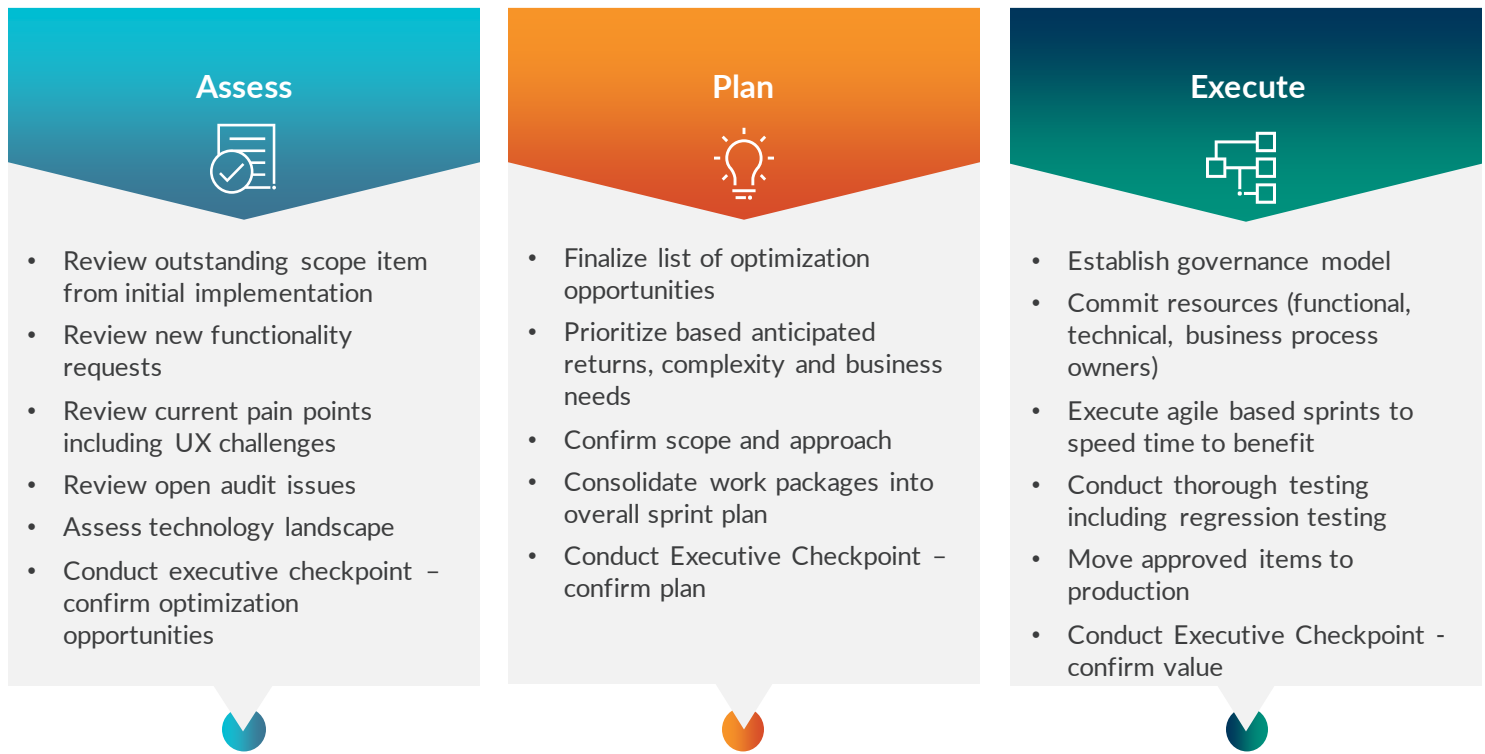 Assess
• Review outstanding scope item
from initial implementation
• Review new functionality
requests
• Review current pain points
including UX challenges
• Review open audit issues
• Assess technology landscape
• Conduct executive checkpoint –
confirm optimization
opportunities
Plan
• Finalize list of optimization
opportunities
• Prioritize based anticipated
returns, complexity and business
needs
• Confirm scope and approach
• Consolidate work packages into
overall sprint plan
• Conduct Executive Checkpoint –
confirm plan
Execute
• Establish governance model
• Commit resources (functional,
technical, business process
owners)
• Execute agile based sprints to
speed time to benefit
• Conduct thorough testing
including regression testing
• Move approved items to
production
• Conduct Executive Checkpoint -
confirm value